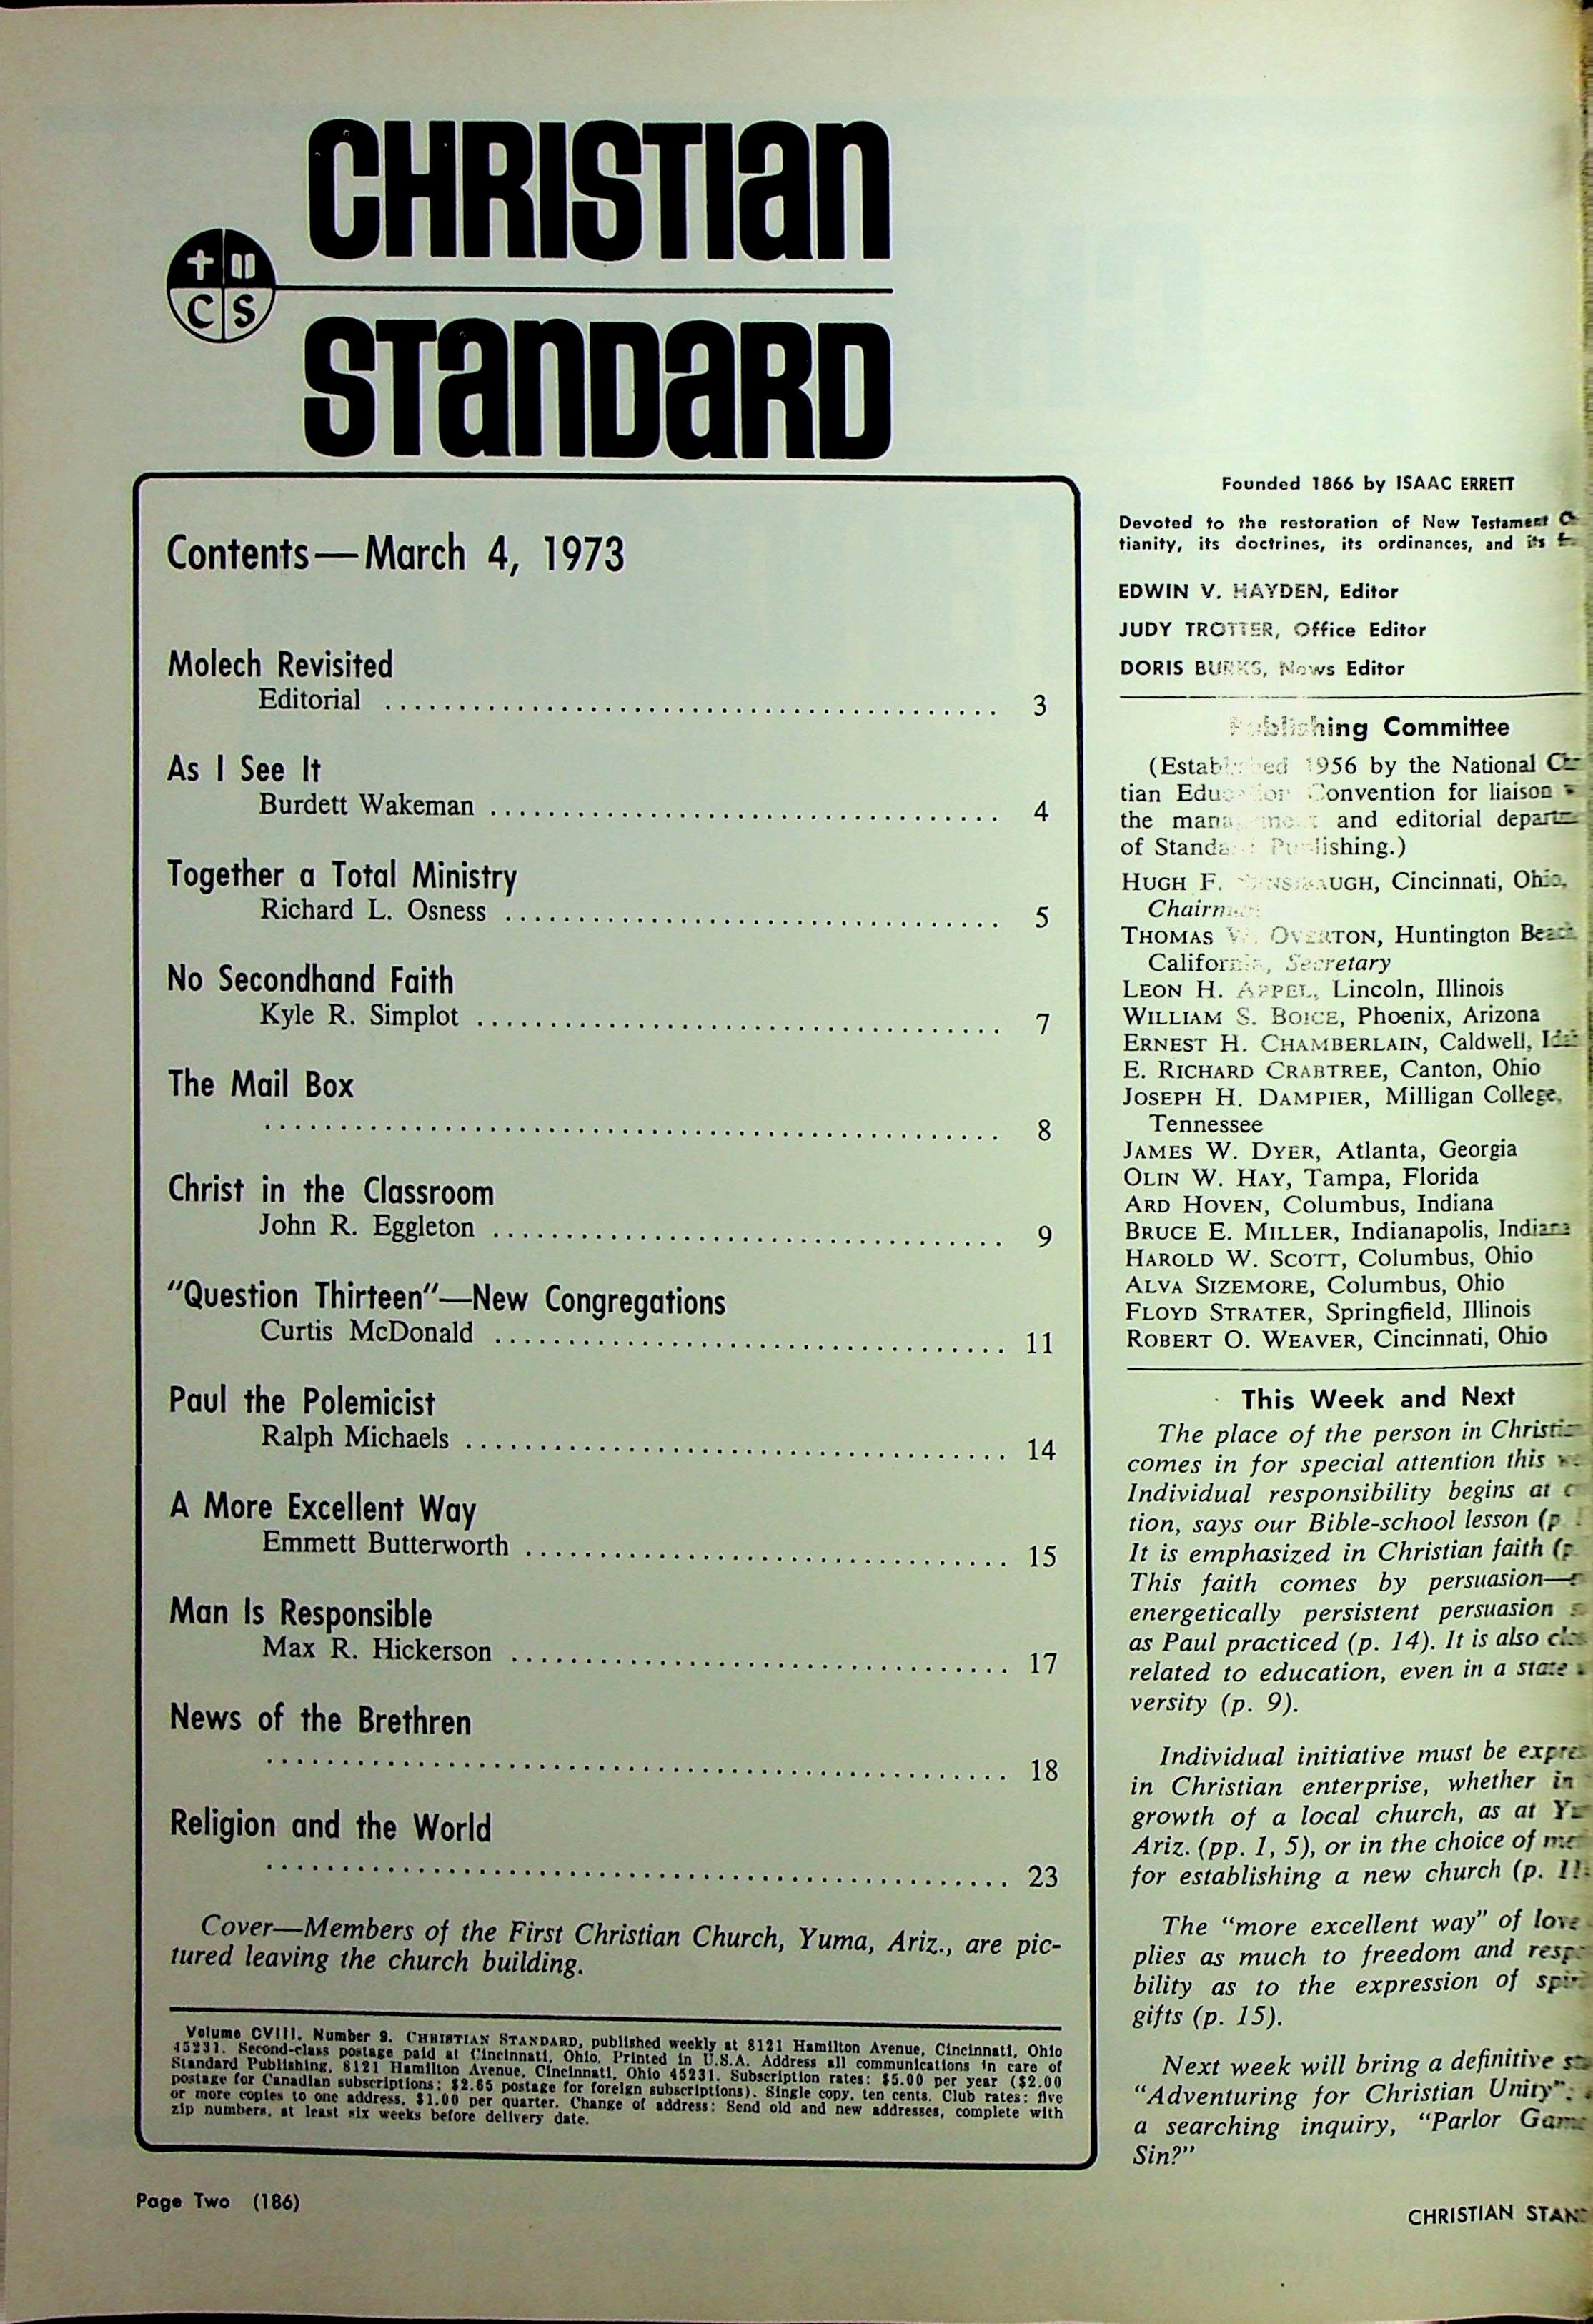 CHRISTIAN
STANDARD
C S
Contents—March 4, 1973
Molech Revisited
Editorial ........................................ 3
As I See It
Burdett Wakeman ........................................ 4
Together a Total Ministry
Richard L. Osness ........................................ 5
No Secondhand Faith
Kyle R. Simplot ........................................ 7
The Mail Box
........................................ 8
Christ in the Classroom
John R. Eggleton ........................................ 9
"Question Thirteen"—New Congregations
Curtis McDonald ........................................ 11
Paul the Polemicist
Ralph Michaels ........................................ 14
A More Excellent Way
Emmett Butterworth ........................................ 15
Man Is Responsible
Max R. Hickerson ........................................ 17
News of the Brethren
........................................ 18
Religion and the World
........................................ 23
Cover—Members of the First Christian Church, Yuma, Ariz., are pic-
tured leaving the church building.
Volume CVIII. Number 9. CHRISTIAN STANDARD, published weekly at 8121 Hamilton Avenue, Cincinnati, Ohio
45231. Second-class postage paid at Cincinnati, Ohio. Printed in U.S.A. Address all communications in care of
Standard Publishing, 8121 Hamilton Avenue, Cincinnati, Ohio 45231. Subscription rates: $5.00 per year ($2.00
postage for Canadian subscriptions; $2.65 postage for foreign subscriptions). Single copy, ten cents. Club rates: five
or more copies to one address, $1.00 per quarter. Change of address: Send old and new addresses, complete with
zip numbers, at least six weeks before delivery date.
Page Two (186)
Founded 1866 by ISAAC ERRETT
Devoted to the restoration of New Testament
tianity, its doctrines, its ordinances, and its
EDWIN V. HAYDEN, Editor
JUDY TROTTER, Office Editor
DORIS BURKS, News Editor
Publishing Committee
(Established 1956 by the National
tian Education Convention for liaison
the management and editorial
of Standard Publishing.)
HUGH F. Cincinnati, Ohio,
Chairman
THOMAS W. OVERTON, Huntington Beach
California, Secretary
LEON H. APPEL, Lincoln, Illinois
WILLIAM S. BOICE, Phoenix, Arizona
ERNEST H. CHAMBERLAIN, Caldwell,
E. RICHARD CRABTREE, Canton, Ohio
JOSEPH H. DAMPIER, Milligan College,
Tennessee
JAMES W. DYER, Atlanta, Georgia
OLIN W. HAY, Tampa, Florida
ARD HOVEN, Columbus, Indiana
BRUCE E. MILLER, Indianapolis, Indiana
HAROLD W. SCOTT, Columbus, Ohio
ALVA SIZEMORE, Columbus, Ohio
FLOYD STRATER, Springfield, Illinois
ROBERT O. WEAVER, Cincinnati, Ohio
This Week and Next
The place of the person in
comes in for special attention this
Individual responsibility begins at
tion, says our Bible-school lesson (p.
It is emphasized in Christian faith
This faith comes by persuasion—
energetically persistent persuasion
as Paul practiced (p. 14). It is also
related to education, even in a state
versity (p. 9).
Individual initiative must be
in Christian enterprise, whether in
growth of a local church, as at
Ariz. (pp. 1, 5), or in the choice of
for establishing a new church (p. 11
The "more excellent way" of love
plies as much to freedom and
bility as to the expression of
gifts (p. 15).
Next week will bring a definitive
"Adventuring for Christian Unity";
a searching inquiry, "Parlor
Sin?"
CHRISTIAN